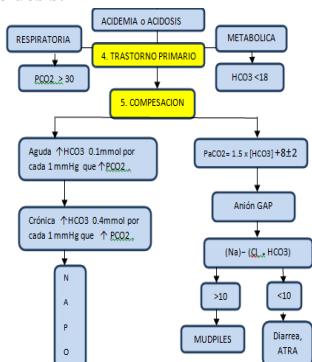 ACIDEMIA o ACIDOSIS
RESPIRATORIA
METABOLICA
4. TRASTORNO PRIMARIO
PCO2 ≥ 30
HCO3 <18
5. COMPESACION
Aguda ↑HCO3 0.1mmol por
cada 1 mmHg que ↑PCO2..
PaCO2= 1.5 x [HCO3] +8±2
Anión GAP
Crónica ↑HCO3 0.4mmol por
cada 1mmHg que ↑ PCO2..
(Na)– (Cl + HCO3)
>10
<10
N
A
P
O
MUDPILES
Diarrea,
ATRA